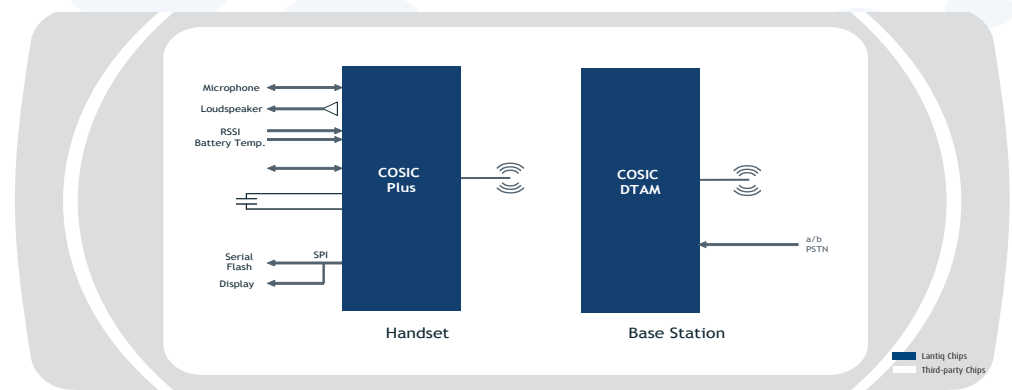 Microphone
Loudspeaker
RSSI
Battery Temp.
COSIC
Plus
Serial
Flash
SPI
Display
Handset
COSIC
DTAM
a/b
PSTN
Base Station
Lantiq Chips
Third-party Chips